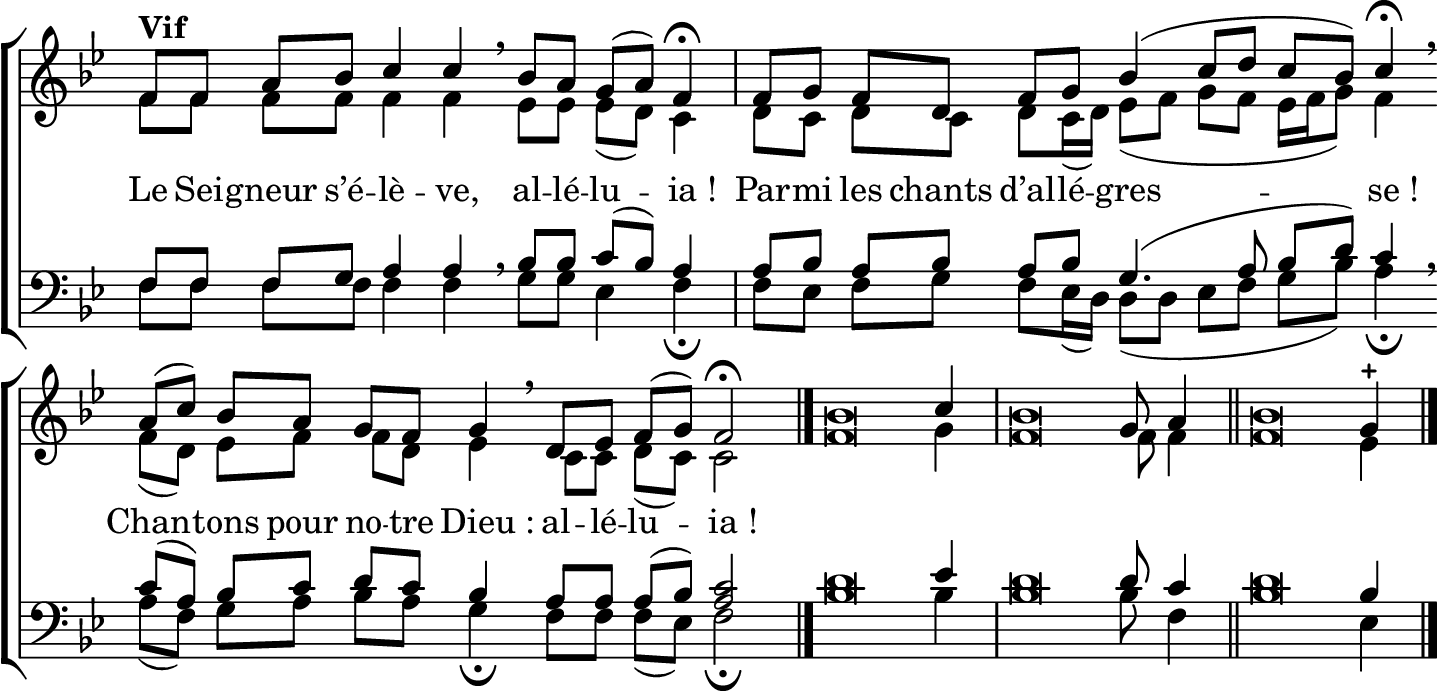 Vif
Le Seigneur s’é -- lè -- ve, al -- lé -- lu -- ia ! Parmi les chants d’allé -- gres -- se !
Chantons pour no -- tre Dieu : al -- lé -- lu -- ia !